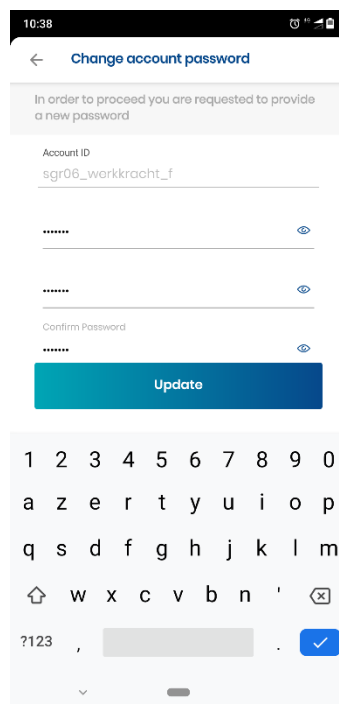 10:38
Change account password
In order to proceed you are requested to provide
a new password
Account ID
sgr06_werkkracht_f
•••••••
•••••••
Confirm Password
•••••••
Update
1 2 3 4 5 6 7 8 9 0
a z e r t y u i o p
q s d f g h j k l m
w x c v b n '
?123 , .